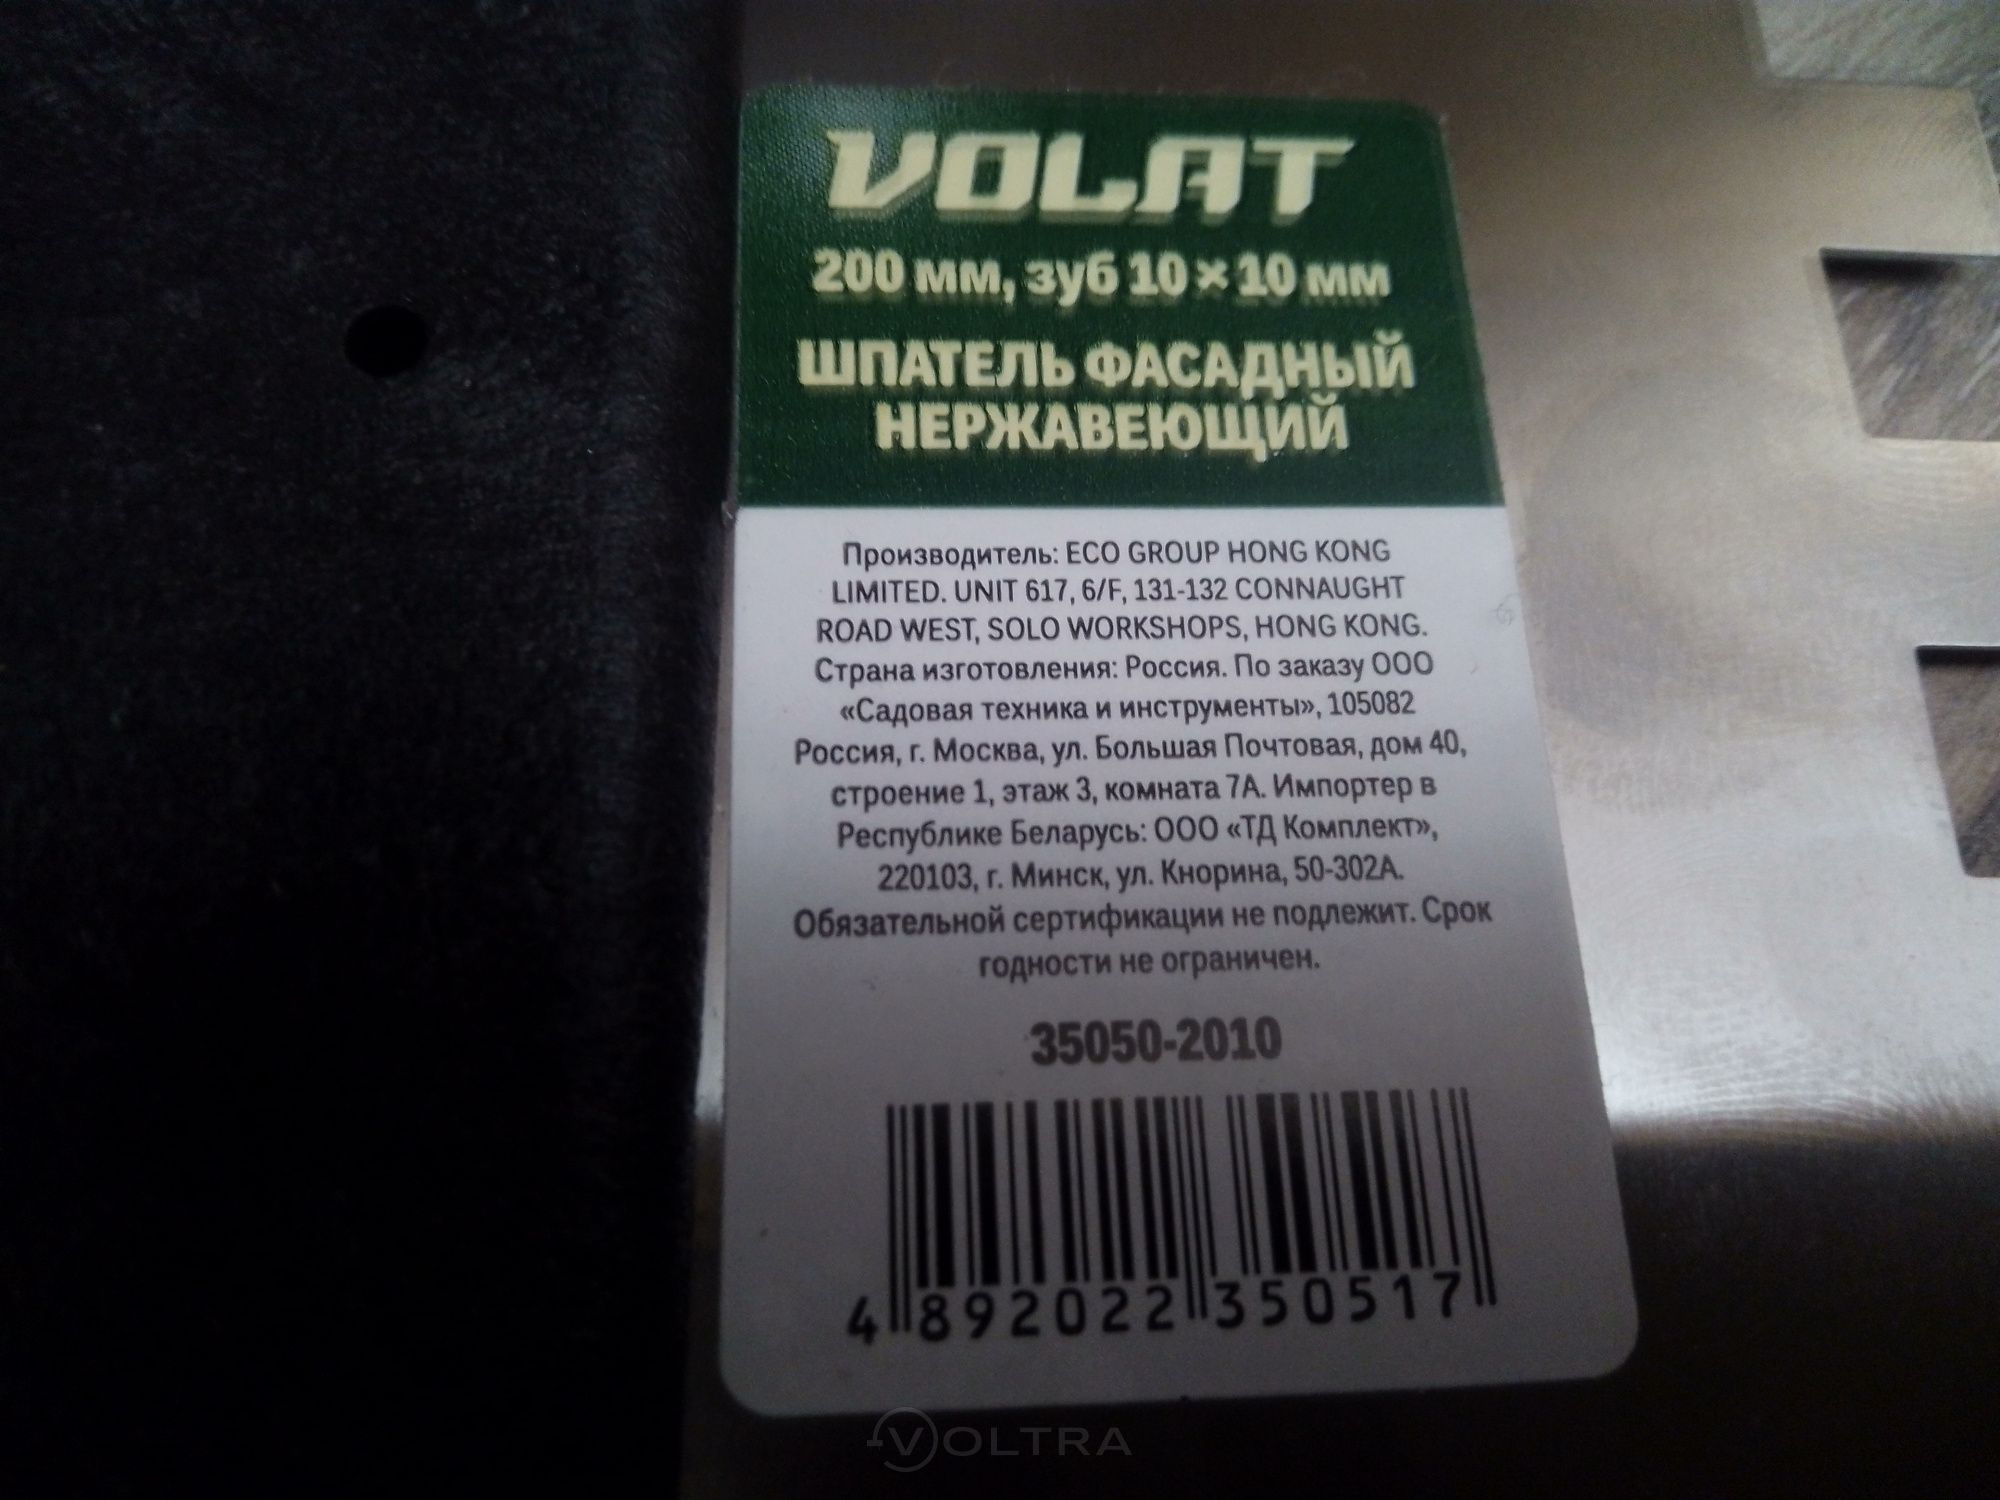 VOLAT
200 мм, зуб 10 × 10 мм
ШПАТЕЛЬ ФАСАДНЫЙ
НЕРЖАВЕЮЩИЙ
Производитель: ECO GROUP HONG KONG
LIMITED. UNIT 617, 6/F, 131-132 CONNAUGHT
ROAD WEST, SOLO WORKSHOPS, HONG KONG.
Страна изготовления: Россия. По заказу ООО
«Садовая техника и инструменты», 105082
Россия, г. Москва, ул. Большая Почтовая, дом 40,
строение 1, этаж 3, комната 7А. Импортер в
Республике Беларусь: ООО «ТД Комплект»,
220103, г. Минск, ул. Кнорина, 50-302А.
Обязательной сертификации не подлежит. Срок
годности не ограничен.
35050-2010
4 892022 350517
VOLTRA